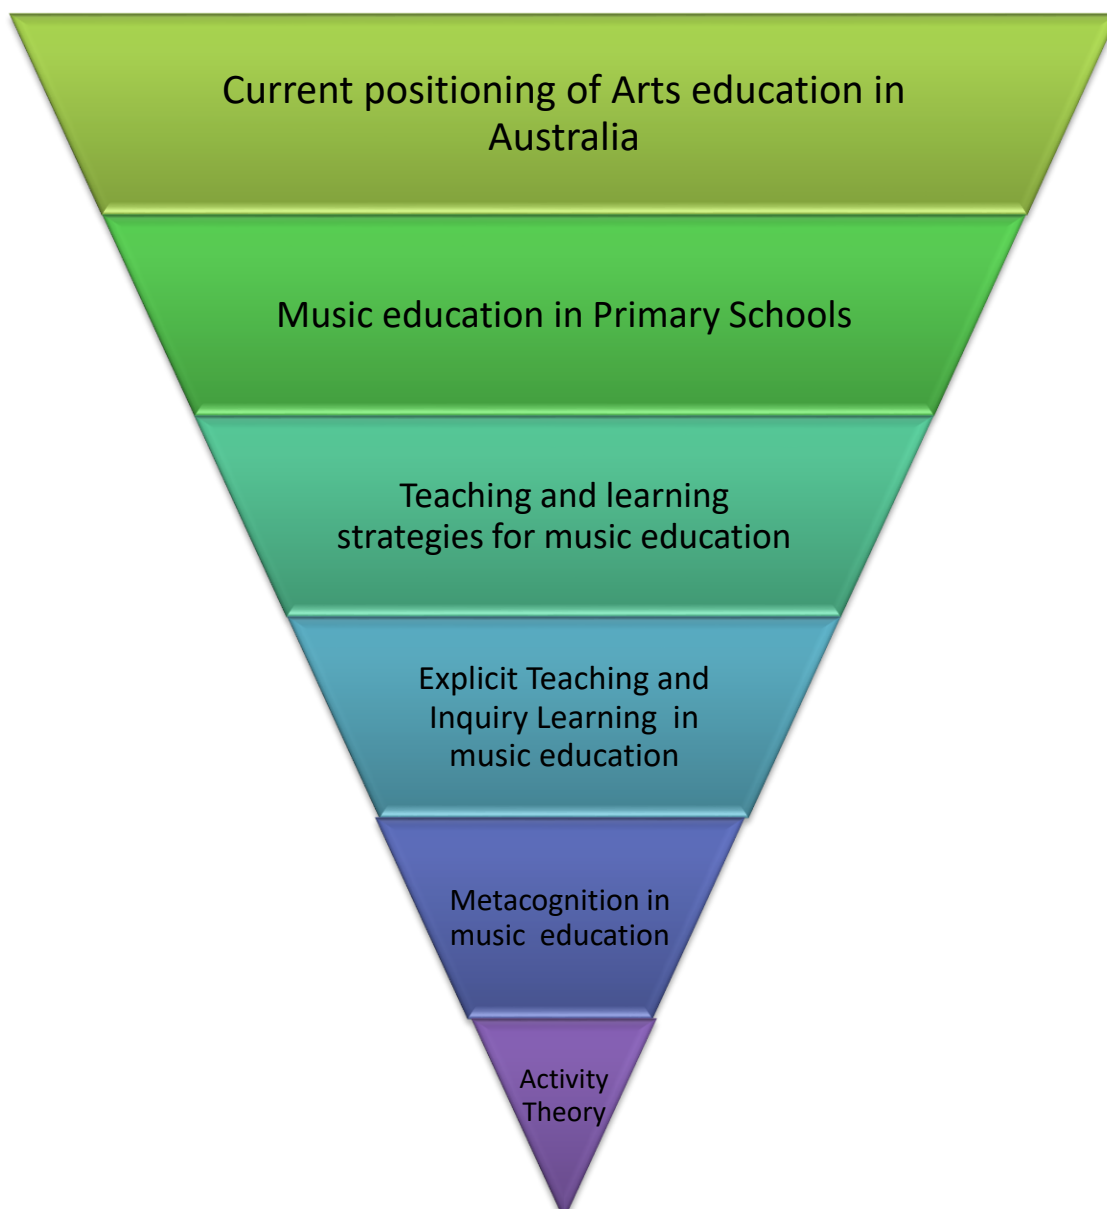 Current positioning of Arts education in
Australia
Music education in Primary Schools
Teaching and learning
strategies for music education
Explicit Teaching and
Inquiry Learning  in
music education
Metacognition in
music  education
Activity
Theory